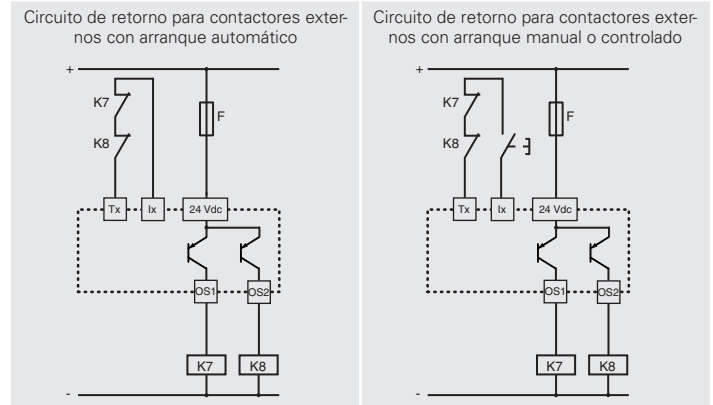 Circuito de retorno para contactores exter-
nos con arranque automático
+
K7
F
K8
Tx
Ix
24 Vdc
OS1
OS2
K7
K8
-
Circuito de retorno para contactores exter-
nos con arranque manual o controlado
+
K7
F
K8
Tx
Ix
24 Vdc
OS1
OS2
K7
K8
-